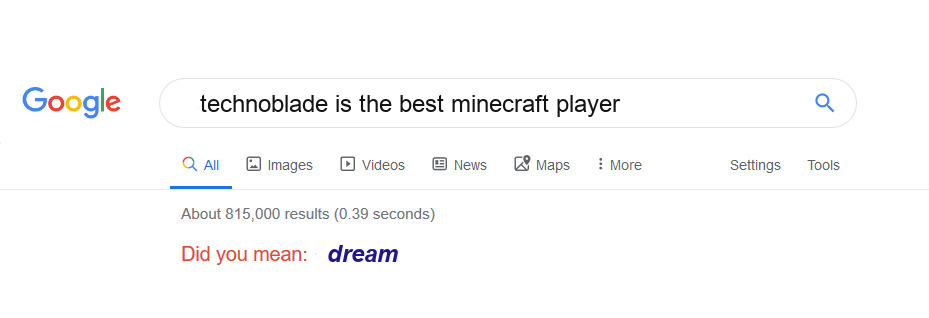 Google technoblade is the best minecraft player
All Images Videos News Maps More Settings Tools
About 815,000 results (0.39 seconds)
Did you mean: dream